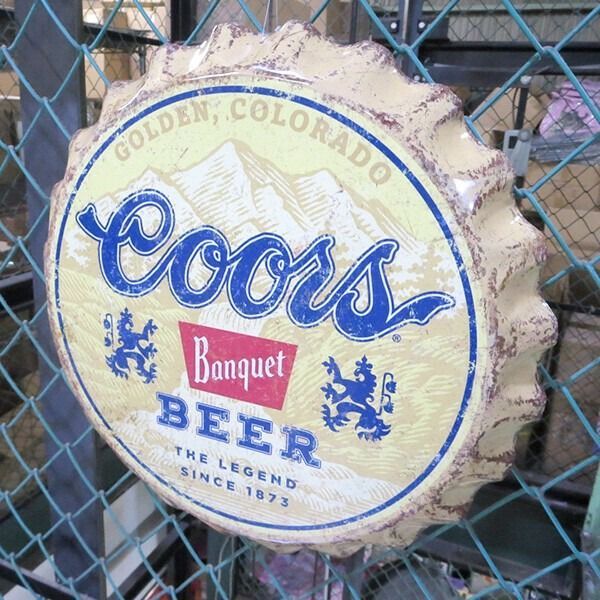 GOLDEN, COLORADO
Coors®
Banquet
BEER
THE LEGEND
SINCE 1873